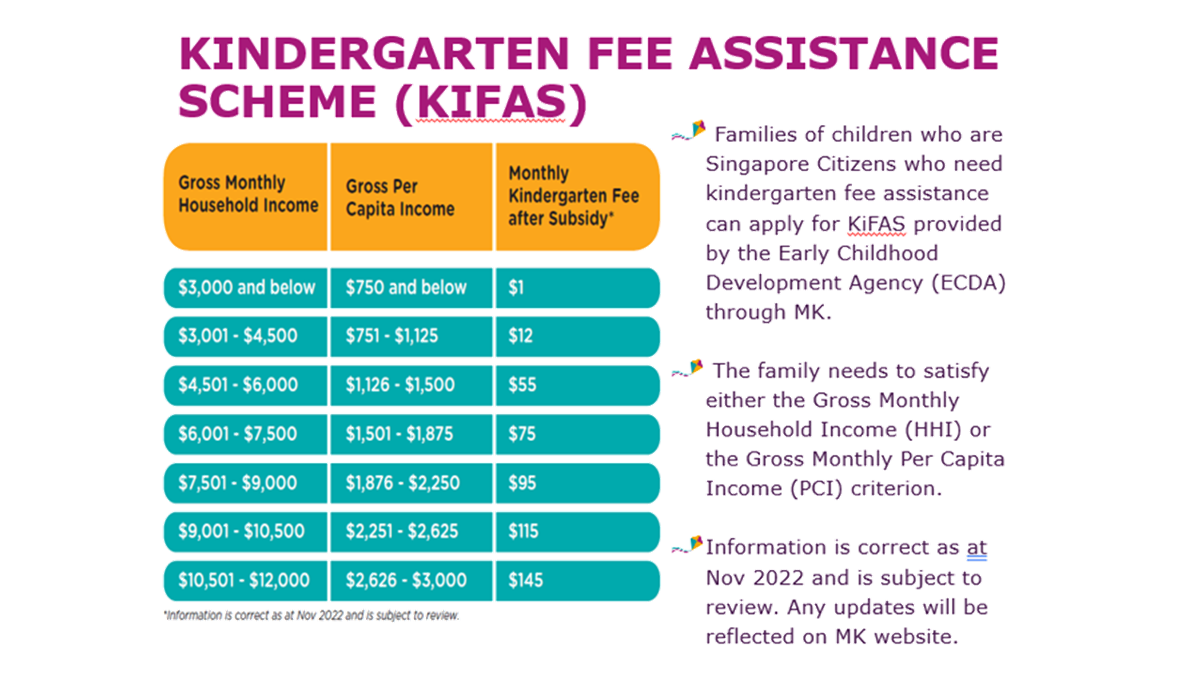 KINDERGARTEN FEE ASSISTANCE
SCHEME (KIFAS)
Gross Monthly
Household Income
Gross Per
Capita Income
Monthly
Kindergarten Fee
after Subsidy*
$3,000 and below $750 and below $1
$3,001 - $4,500 $751 - $1,125 $12
$4,501 - $6,000 $1,126 - $1,500 $55
$6,001 - $7,500 $1,501 - $1,875 $75
$7,501 - $9,000 $1,876 - $2,250 $95
$9,001 - $10,500 $2,251 - $2,625 $115
$10,501 - $12,000 $2,626 - $3,000 $145
*Information is correct as at Nov 2022 and is subject to review.
Families of children who are
Singapore Citizens who need
kindergarten fee assistance
can apply for KiFAS provided
by the Early Childhood
Development Agency (ECDA)
through MK.
The family needs to satisfy
either the Gross Monthly
Household Income (HHI) or
the Gross Monthly Per Capita
Income (PCI) criterion.
Information is correct as at
Nov 2022 and is subject to
review. Any updates will be
reflected on MK website.